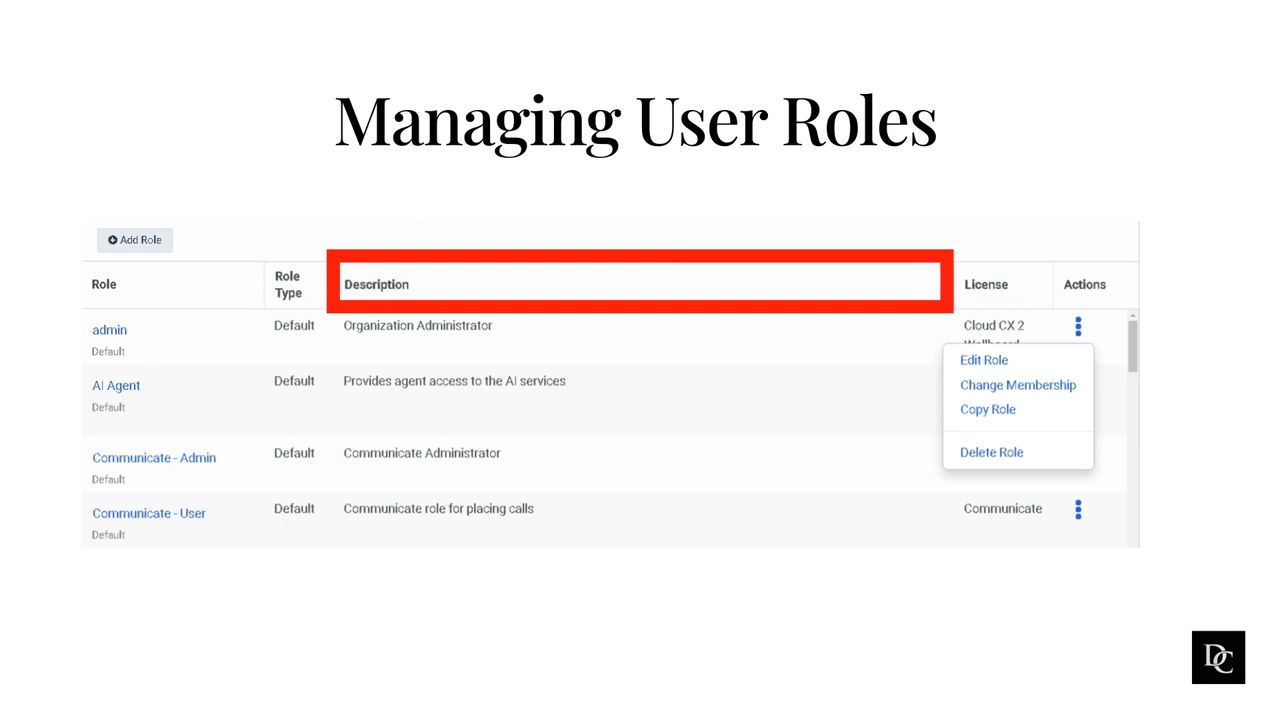 Managing User Roles
Add Role
Role
Role Type
Description
License
Actions
admin
Default
Default
Organization Administrator
Cloud CX 2
AI Agent
Default
Default
Provides agent access to the AI services
Communicate - Admin
Default
Default
Communicate Administrator
Communicate - User
Default
Default
Communicate role for placing calls
Communicate
Edit Role
Change Membership
Copy Role
Delete Role
DC